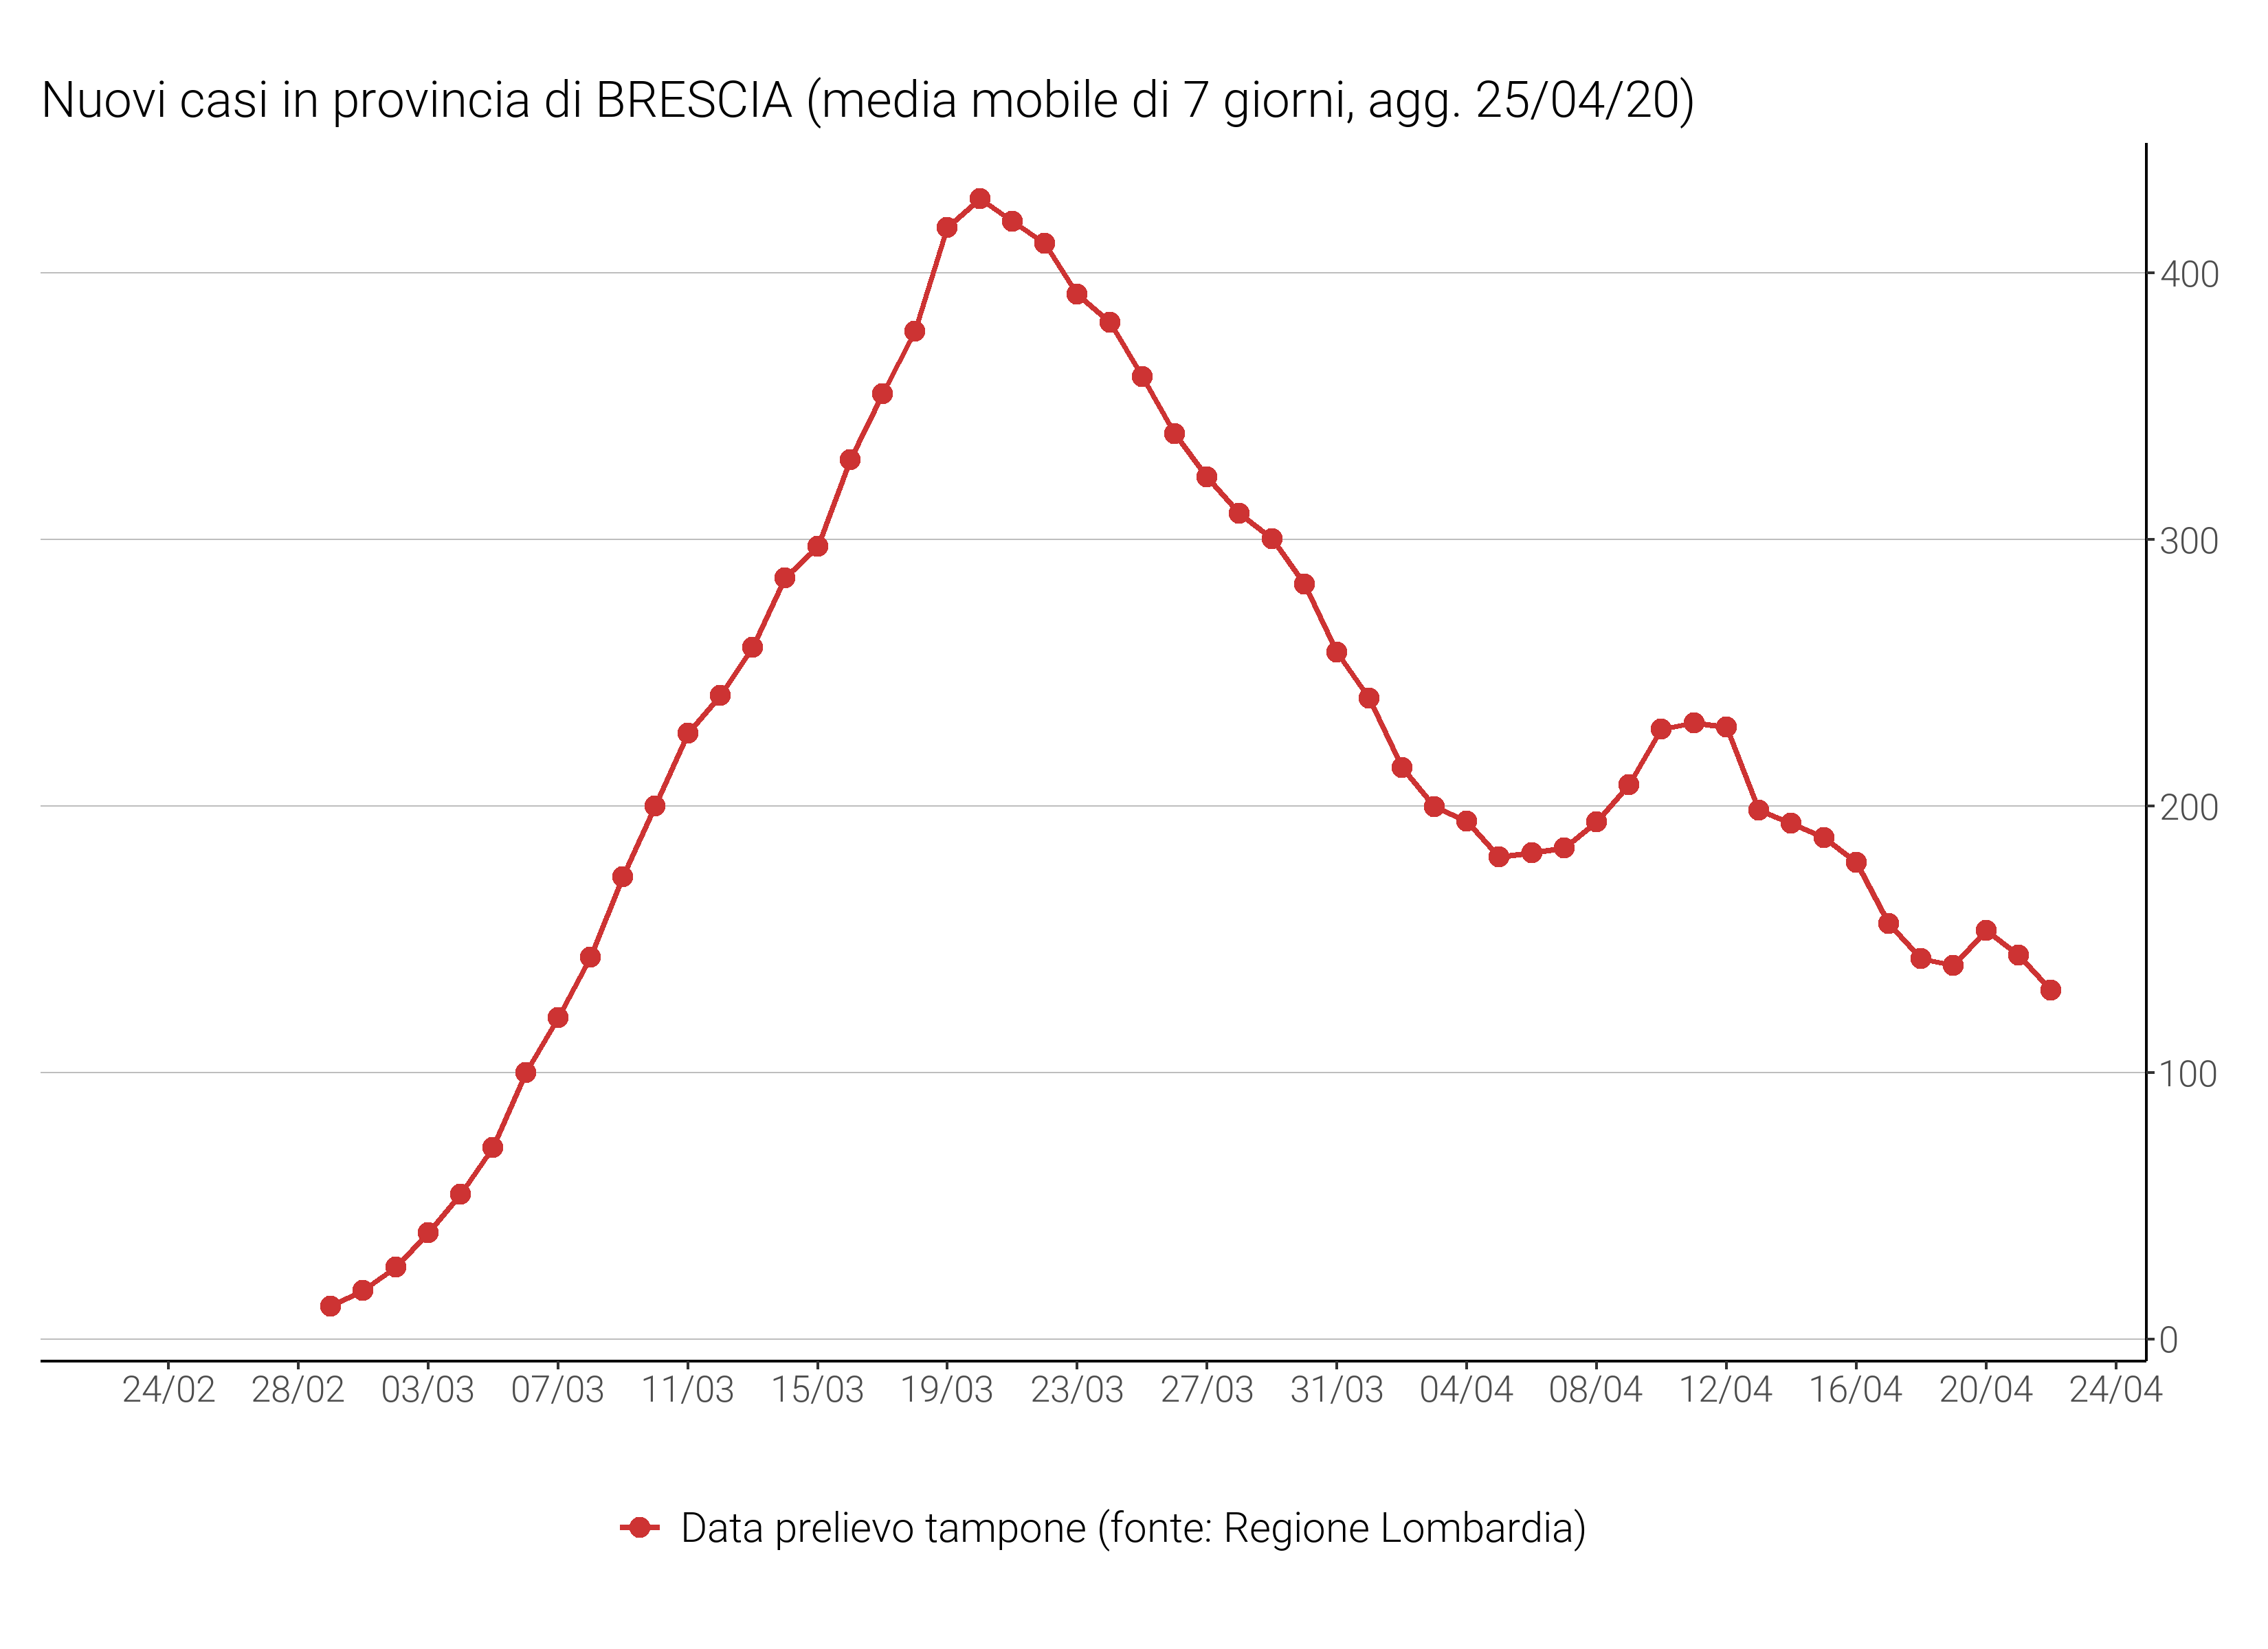 Nuovi casi in provincia di BRESCIA (media mobile di 7 giorni, agg. 25/04/20)
400
300
200
100
0
24/02 28/02 03/03 07/03 11/03 15/03 19/03 23/03 27/03 31/03 04/04 08/04 12/04 16/04 20/04 24/04
Data prelievo tampone (fonte: Regione Lombardia)